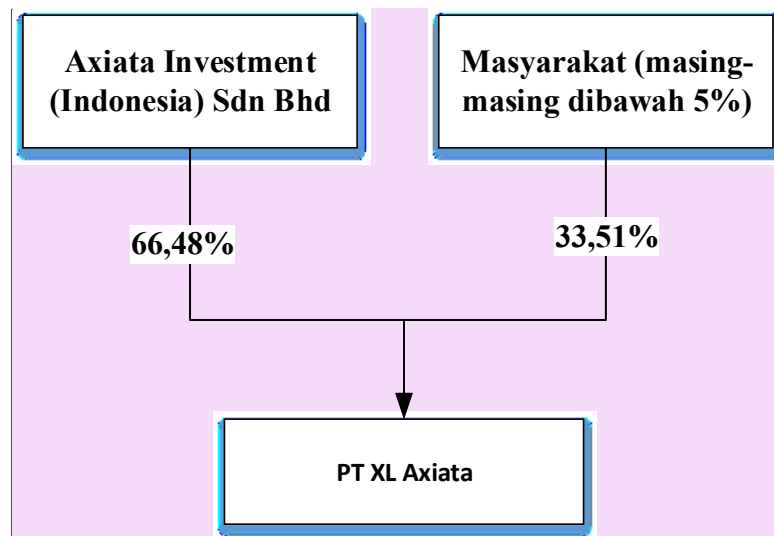 Axiata Investment
(Indonesia) Sdn Bhd
Masyarakat (masing-
masing dibawah 5%)
66,48%
33,51%
PT XL Axiata